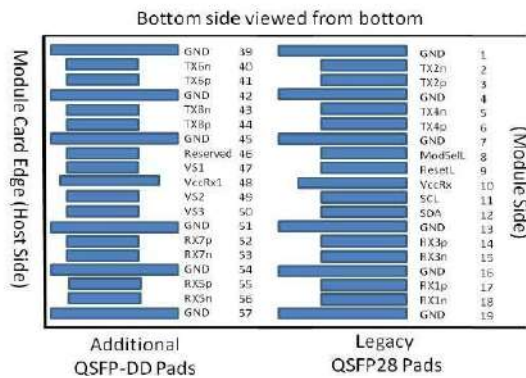 Bottom side viewed from bottom
Module Card Edge (Host Side)
GND 39
TX6n 40
TX6p 41
GND 42
TX8n 43
TX8p 44
GND 45
Reserved 46
VS1 47
VccRx1 48
VS2 49
VS3 50
GND 51
RX7p 52
RX7n 53
GND 54
RX5p 55
RX5n 56
GND 57
GND 1
TX2n 2
TX2p 3
GND 4
TX4n 5
TX4p 6
GND 7
ModSelL 8
ResetL 9
VccRx 10
SCL 11
SDA 12
GND 13
RX3p 14
RX3n 15
GND 16
RX1p 17
RX1n 18
GND 19
(Module Side)
Additional
QSFP-DD Pads
Legacy
QSFP28 Pads